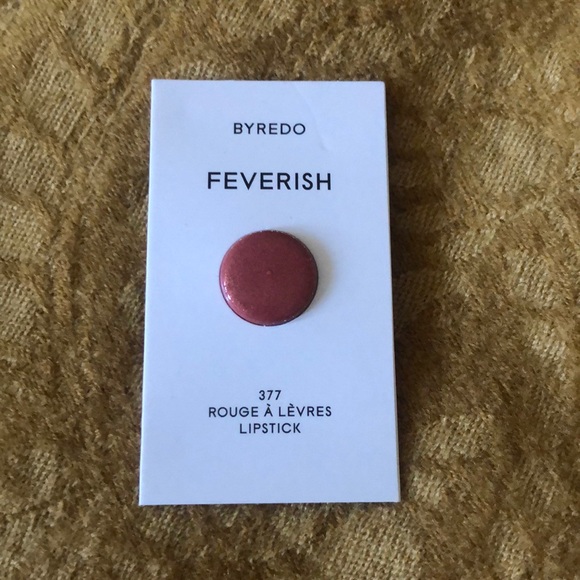 BYREDO
FEVERISH
377
ROUGE À LÈVRES
LIPSTICK